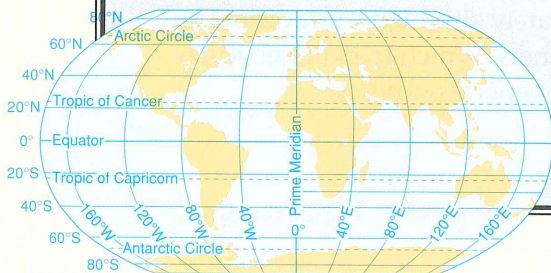 80°N
Arctic Circle
60°N
40°N
20°N
Tropic of Cancer
0°
Equator
Prime Meridian
20°S
Tropic of Capricorn
40°S
160°W
120°W
80°W
40°W
0°
40°E
80°E
120°E
160°E
60°S
Antarctic Circle
80°S